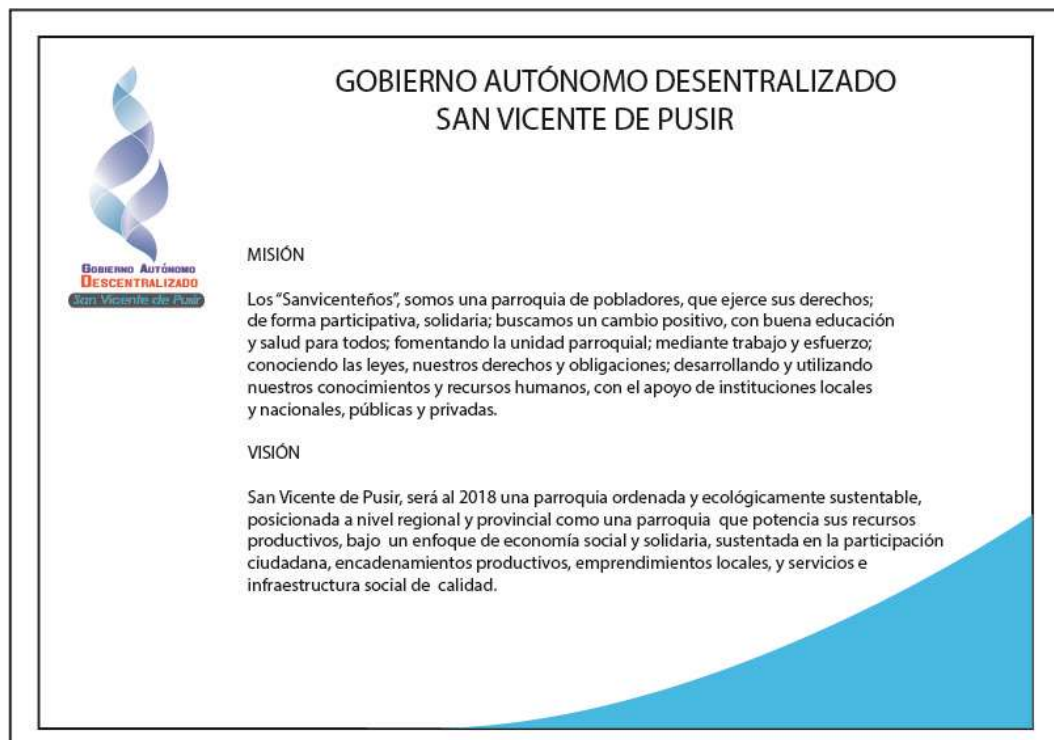 GOBIERNO AUTÓNOMO DESENTRALIZADO
SAN VICENTE DE PUSIR
GOBIERNO AUTÓNOMO
DESCENTRALIZADO
San Vicente de Pusir
MISIÓN
Los “Sanvicenteños”, somos una parroquia de pobladores, que ejerce sus derechos;
de forma participativa, solidaria; buscamos un cambio positivo, con buena educación
y salud para todos; fomentando la unidad parroquial; mediante trabajo y esfuerzo;
conociendo las leyes, nuestros derechos y obligaciones; desarrollando y utilizando
nuestros conocimientos y recursos humanos, con el apoyo de instituciones locales
y nacionales, públicas y privadas.
VISIÓN
San Vicente de Pusir, será al 2018 una parroquia ordenada y ecológicamente sustentable,
posicionada a nivel regional y provincial como una parroquia que potencia sus recursos
productivos, bajo un enfoque de economía social y solidaria, sustentada en la participación
ciudadana, encadenamientos productivos, emprendimientos locales, y servicios e
infraestructura social de calidad.